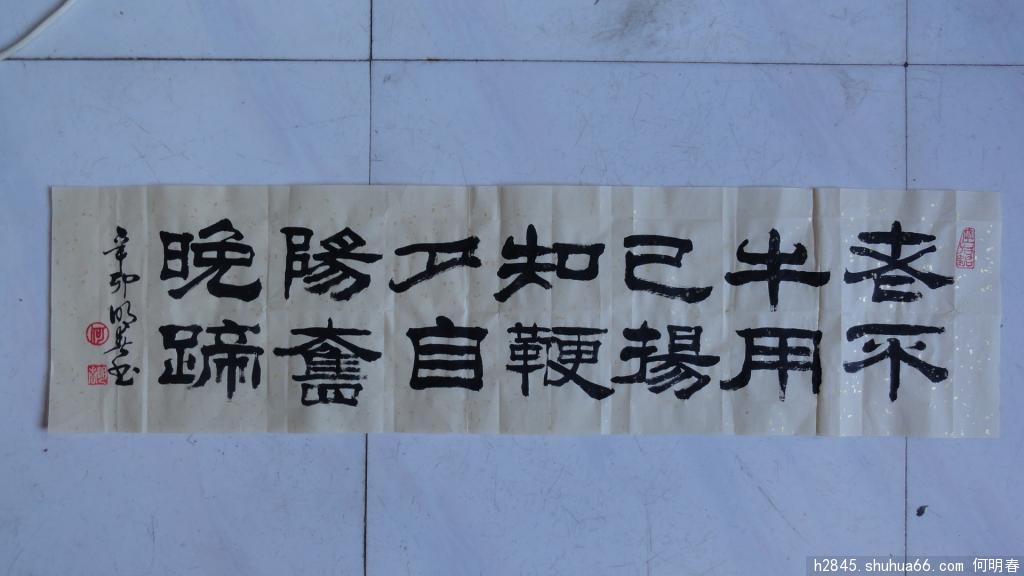 老牛已知夕陽晚
不用揚鞭自奮蹄
辛卯明春書
何
h2845.shuhua66.com 何明春